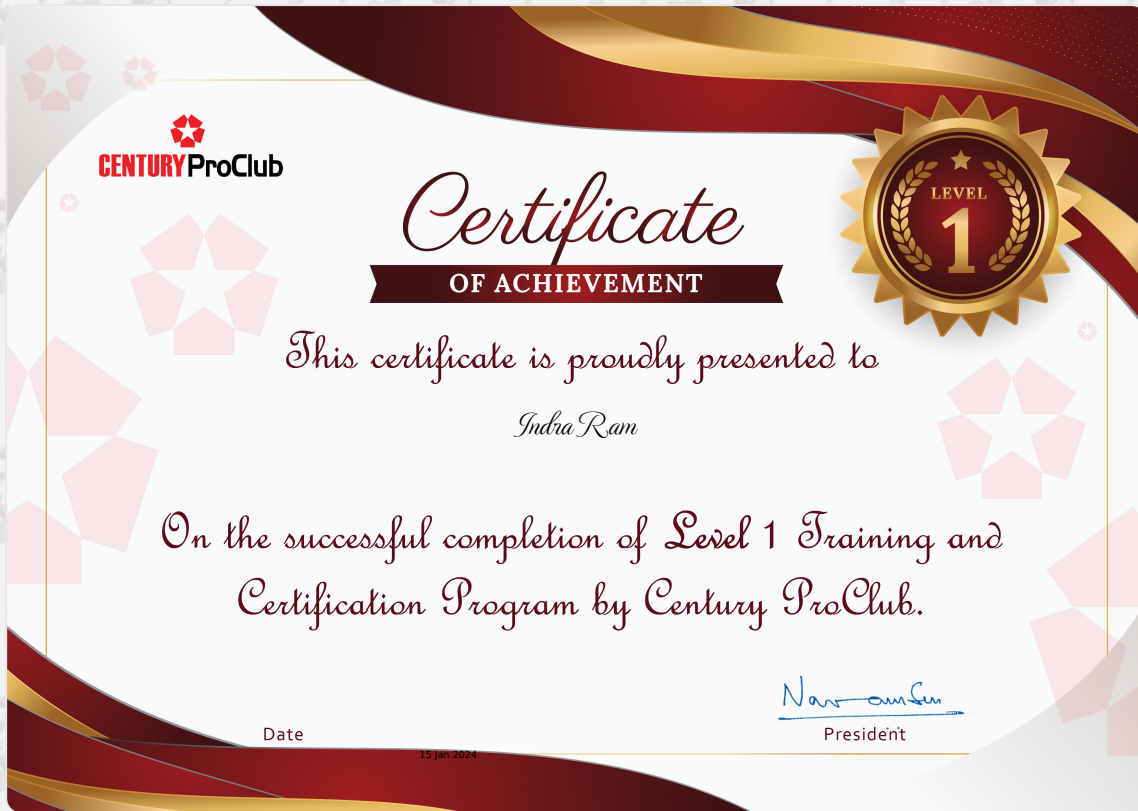 CENTURY ProClub
LEVEL
1
Certificate
OF ACHIEVEMENT
This certificate is proudly presented to
Indra Ram
On the successful completion of Level 1 Training and
Certification Program by Century ProClub.
Date
President
15 Jan 2024